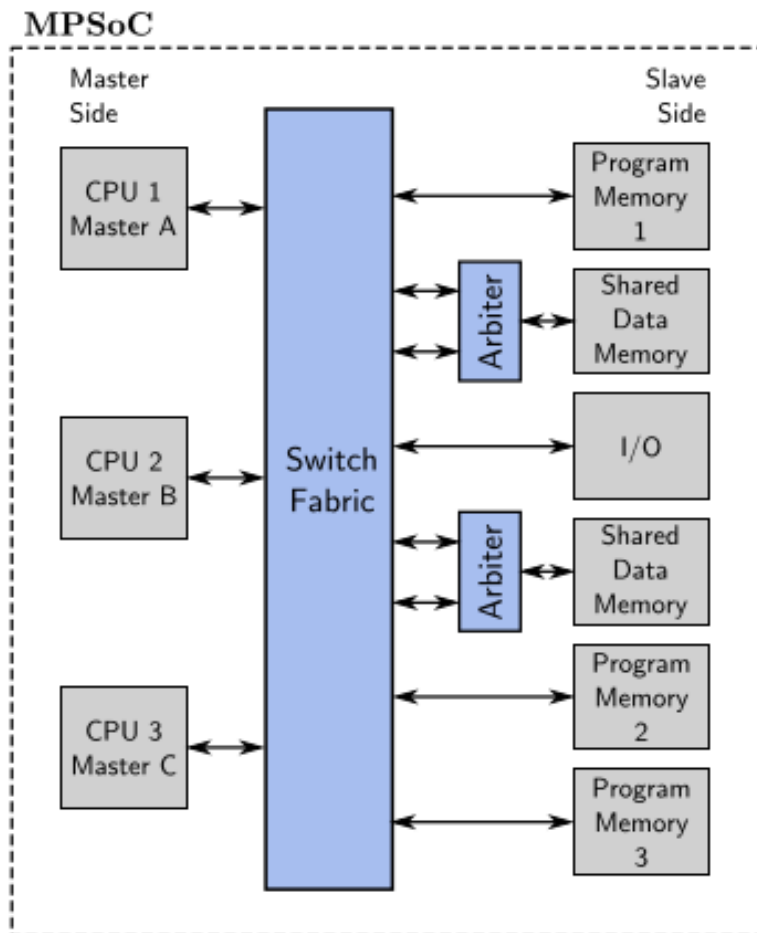 MPSoC
Master
Side
Slave
Side
CPU 1
Master A
Program
Memory
1
Arbiter
Shared
Data
Memory
CPU 2
Master B
Switch
Fabric
I/O
Arbiter
Shared
Data
Memory
Program
Memory
2
CPU 3
Master C
Program
Memory
3